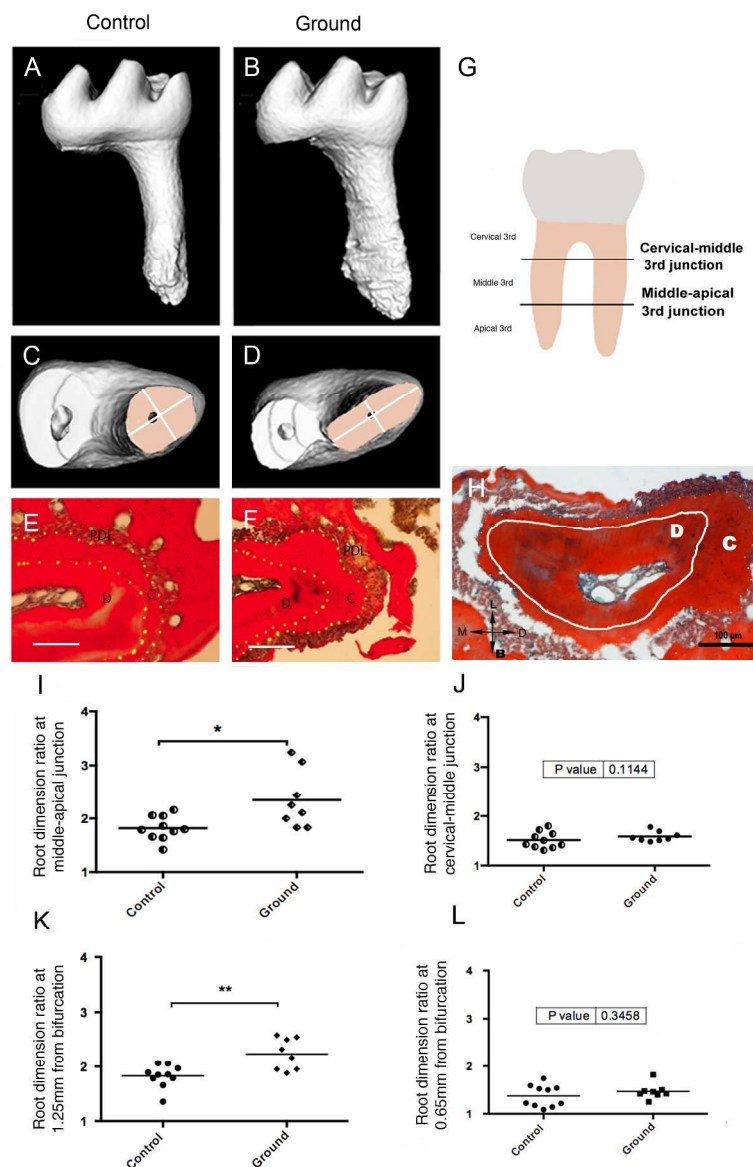 Control
Ground
A
B
G
Cervical 3rd
Cervical-middle
3rd junction
Middle 3rd
Middle-apical
3rd junction
Apical 3rd
C
D
E
PDL
D
C
F
PDL
D
C
H
D
C
L
M
D
B
100 µm
I
Root dimension ratio at
middle-apical junction
4
3
2
1
*
Control
Ground
J
Root dimension ratio at
cervical-middle junction
4
3
2
1
P value 0.1144
Control
Ground
K
Root dimension ratio at
1.25mm from bifurcation
4
3
2
1
**
Control
Ground
L
Root dimension ratio at
0.65mm from bifurcation
4
3
2
1
P value 0.3458
Control
Ground